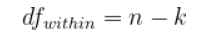 df_{within} = n − k